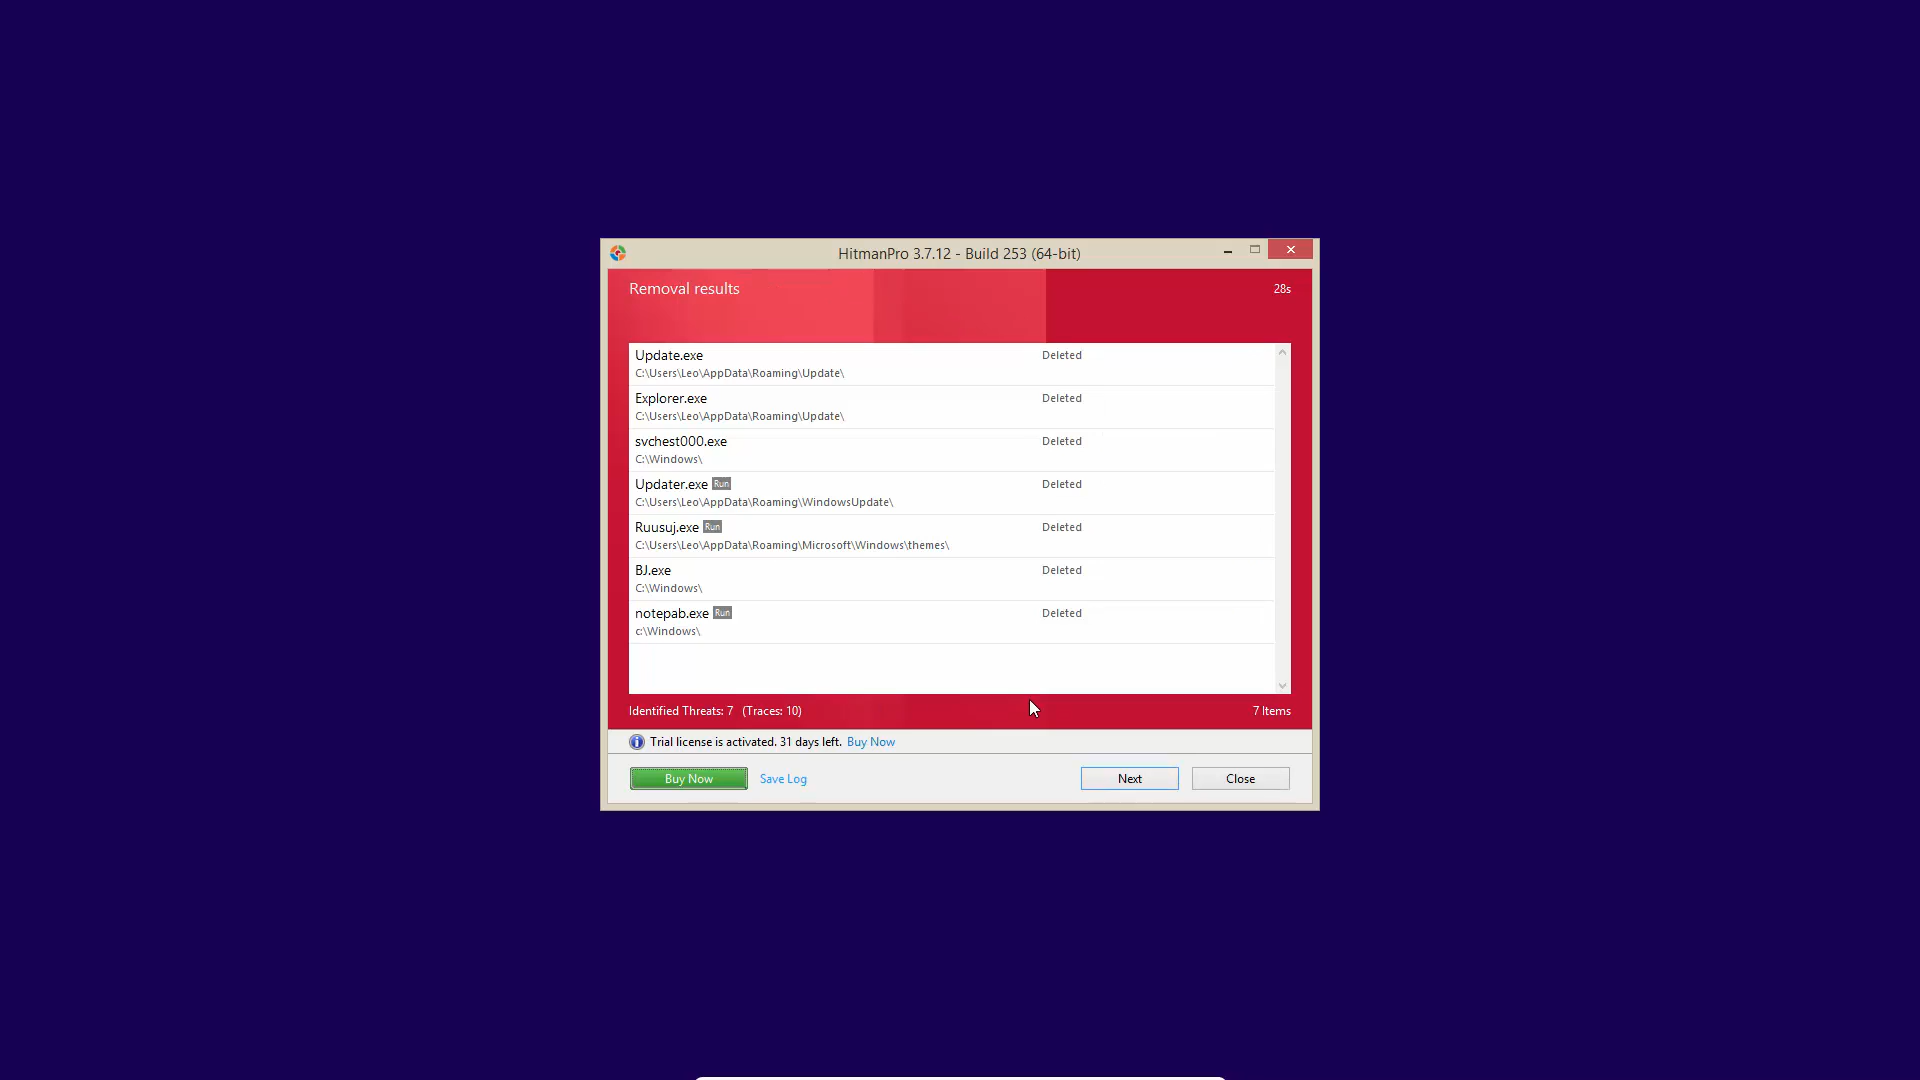 HitmanPro 3.7.12 - Build 253 (64-bit)
Removal results 28s
Update.exe Deleted
C:\Users\Leo\AppData\Roaming\Update\
Explorer.exe Deleted
C:\Users\Leo\AppData\Roaming\Update\
svchest000.exe Deleted
C:\Windows\
Updater.exe Run Deleted
C:\Users\Leo\AppData\Roaming\WindowsUpdate\
Ruusuj.exe Run Deleted
C:\Users\Leo\AppData\Roaming\Microsoft\Windows\themes\
BJ.exe Deleted
C:\Windows\
notepab.exe Run Deleted
c:\Windows\
Identified Threats: 7 (Traces: 10) 7 Items
Trial license is activated. 31 days left. Buy Now
Buy Now Save Log Next Close